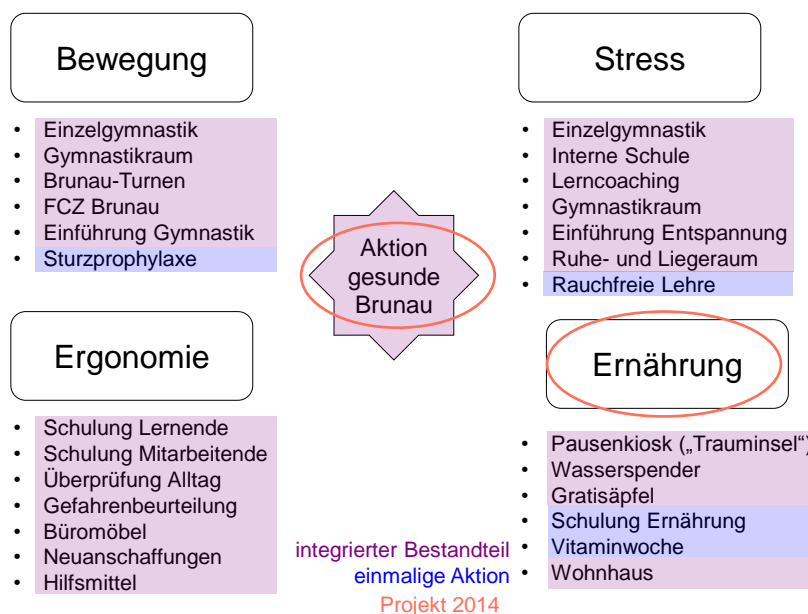 Bewegung
• Einzelgymnastik
• Gymnastikraum
• Brunau-Turnen
• FCZ Brunau
• Einführung Gymnastik
• Sturzprophylaxe
Stress
• Einzelgymnastik
• Interne Schule
• Lerncoaching
• Gymnastikraum
• Einführung Entspannung
• Ruhe- und Liegeraum
• Rauchfreie Lehre
Aktion
gesunde
Brunau
Ergonomie
• Schulung Lernende
• Schulung Mitarbeitende
• Überprüfung Alltag
• Gefahrenbeurteilung
• Büromöbel
• Neuanschaffungen
• Hilfsmittel
Ernährung
• Pausenkiosk („Trauminsel“)
• Wasserspender
• Gratisäpfel
• Schulung Ernährung
• Vitaminwoche
• Wohnhaus
integrierter Bestandteil
einmalige Aktion
Projekt 2014